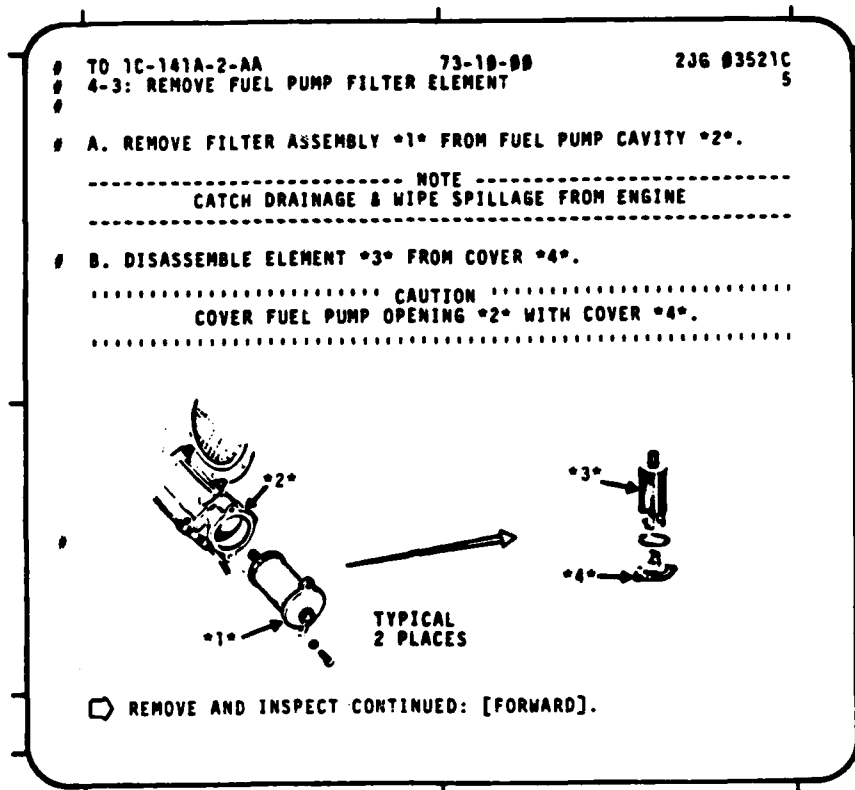 # TO 1C-141A-2-AA 73-10-00 2JG 03521C
# 4-3: REMOVE FUEL PUMP FILTER ELEMENT 5
#
# A. REMOVE FILTER ASSEMBLY *1* FROM FUEL PUMP CAVITY *2*.
--------------------------- NOTE ---------------------------
CATCH DRAINAGE & WIPE SPILLAGE FROM ENGINE
------------------------------------------------------------
# B. DISASSEMBLE ELEMENT *3* FROM COVER *4*.
''''''''''''''''''''''''' CAUTION ''''''''''''''''''''''''''
COVER FUEL PUMP OPENING *2* WITH COVER *4*.
''''''''''''''''''''''''''''''''''''''''''''''''''''''''''''
*2*
*3*
#
*4*
*1*
TYPICAL
2 PLACES
REMOVE AND INSPECT CONTINUED: [FORWARD].